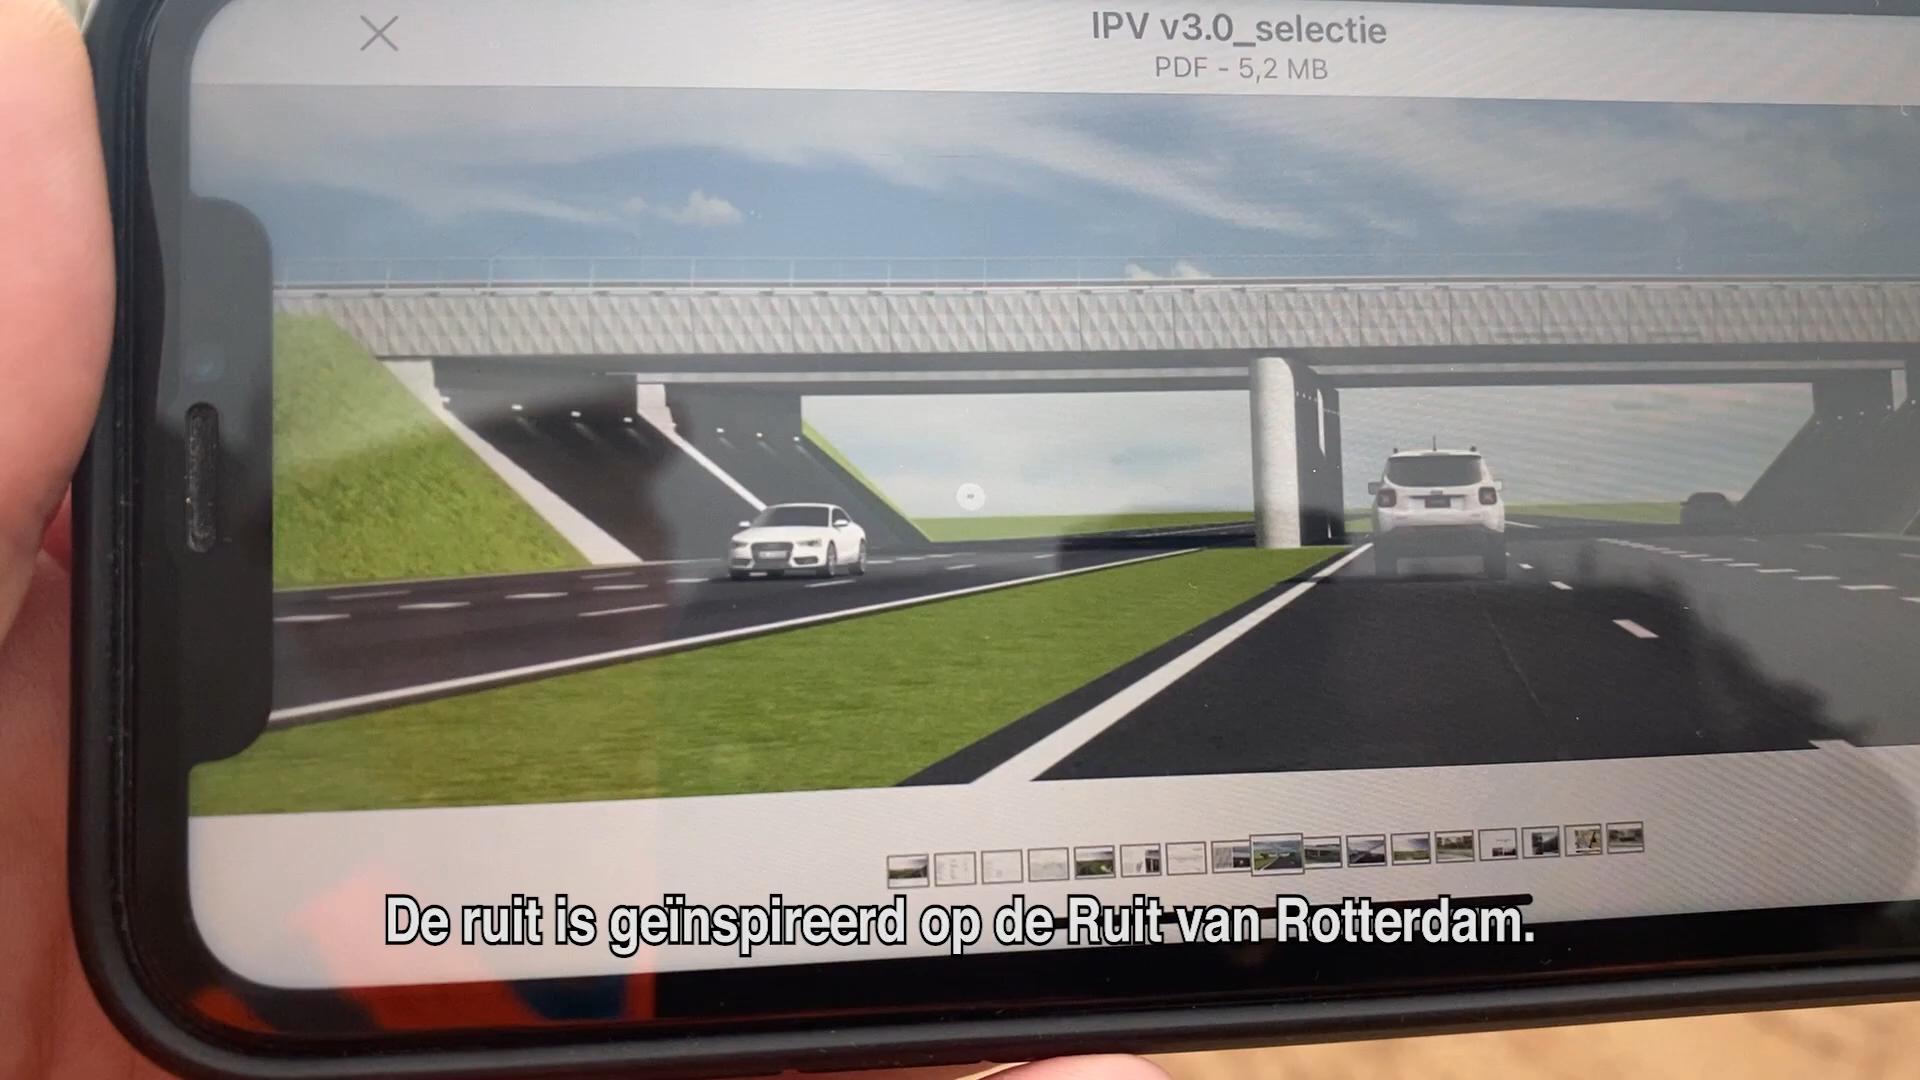 IPV v3.0_selectie
PDF - 5,2 MB
De ruit is geïnspireerd op de Ruit van Rotterdam.